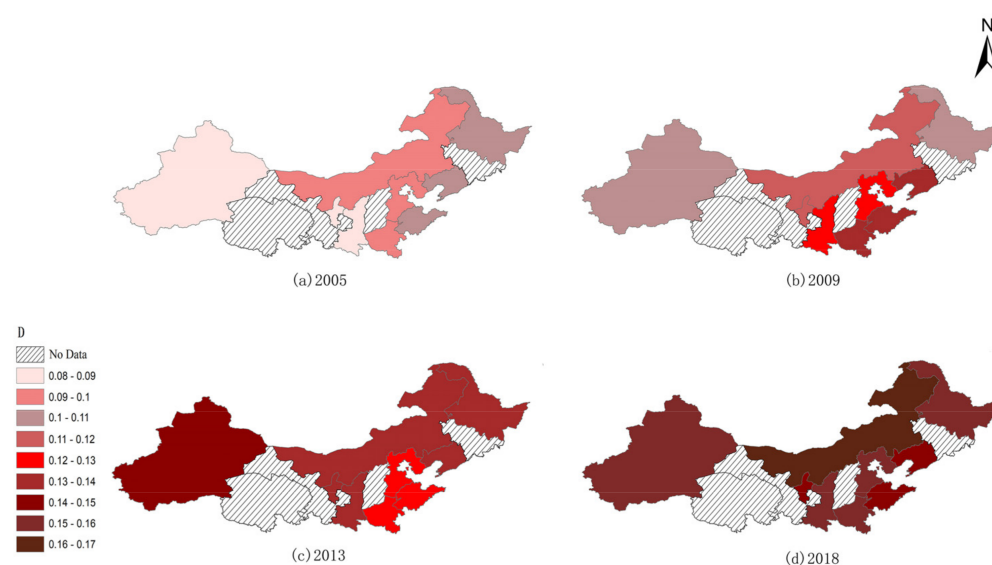 N
(a)2005
(b)2009
D
No Data
0.08 - 0.09
0.09 - 0.1
0.1 - 0.11
0.11 - 0.12
0.12 - 0.13
0.13 - 0.14
0.14 - 0.15
0.15 - 0.16
0.16 - 0.17
(c)2013
(d)2018